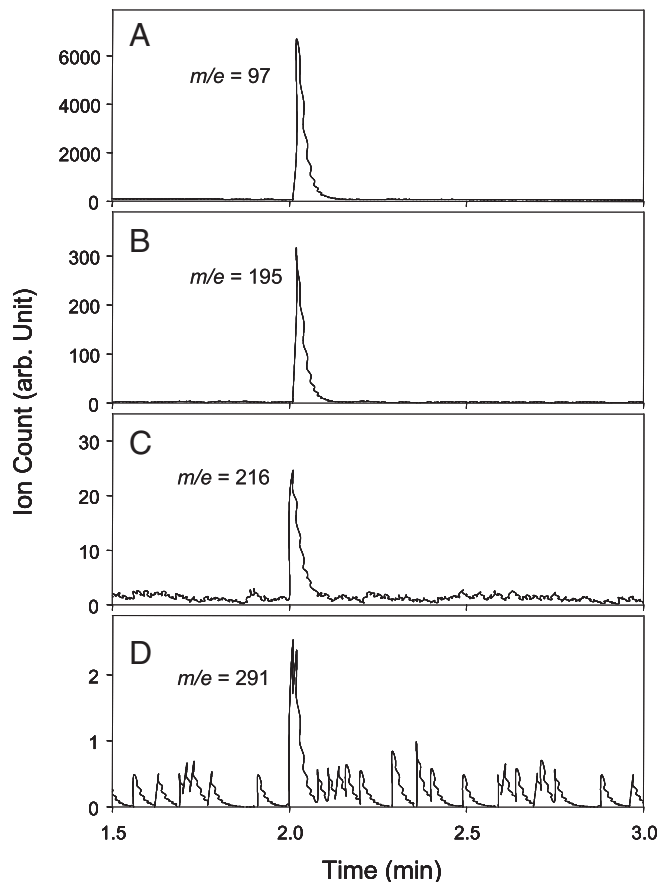 A
m/e = 97
6000
4000
2000
0
B
m/e = 195
300
200
100
0
C
m/e = 216
30
20
10
0
D
m/e = 291
2
1
0
1.5
2.0
2.5
3.0
Ion Count (arb. Unit)
Time (min)